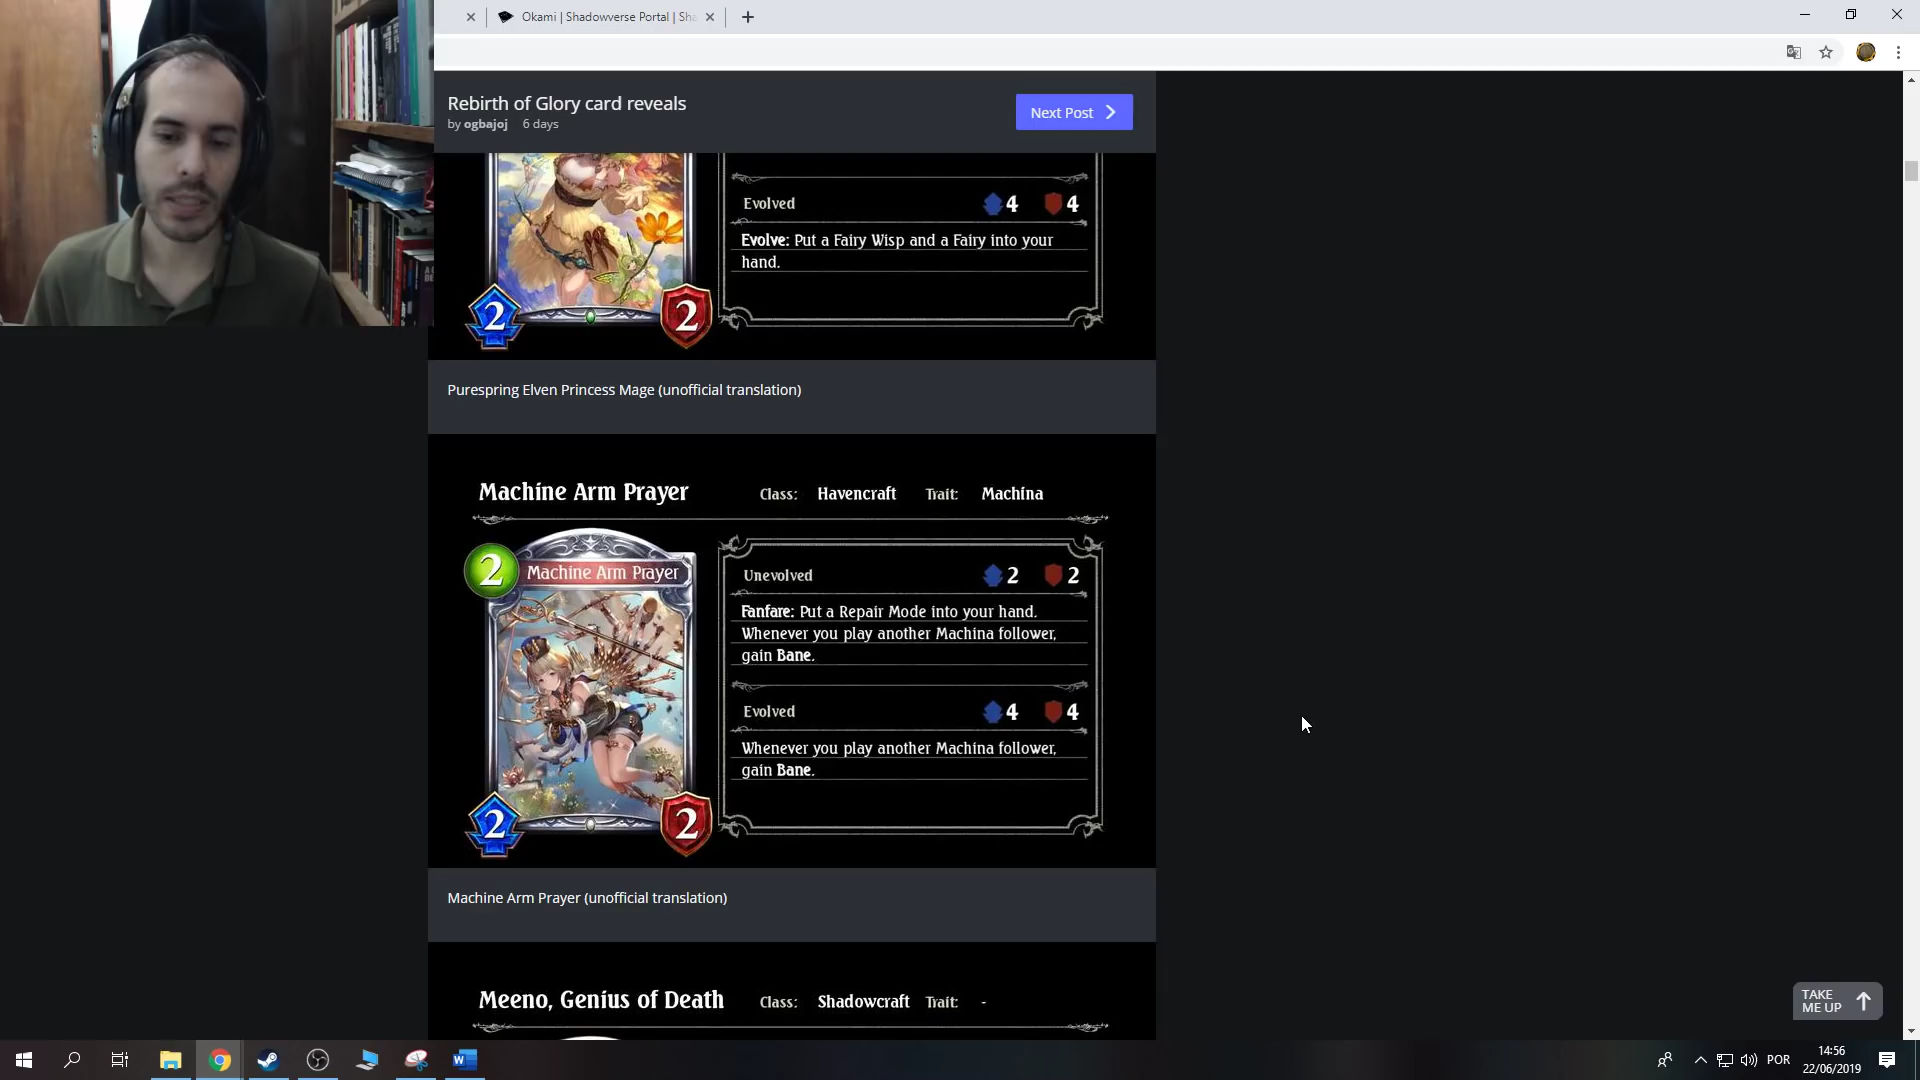 Okami | Shadowverse Portal | Sha
Rebirth of Glory card reveals
by ogbajoj 6 days
Next Post
Evolved 4 4
Evolve: Put a Fairy Wisp and a Fairy into your
hand.
2 2
Purespring Elven Princess Mage (unofficial translation)
Machine Arm Prayer Class: Havencraft Trait: Machina
2 Machine Arm Prayer
Unevolved 2 2
Fanfare: Put a Repair Mode into your hand.
Whenever you play another Machina follower,
gain Bane.
Evolved 4 4
Whenever you play another Machina follower,
gain Bane.
2 2
Machine Arm Prayer (unofficial translation)
Meeno, Genius of Death Class: Shadowcraft Trait: -
TAKE
ME UP
POR
14:56
22/06/2019